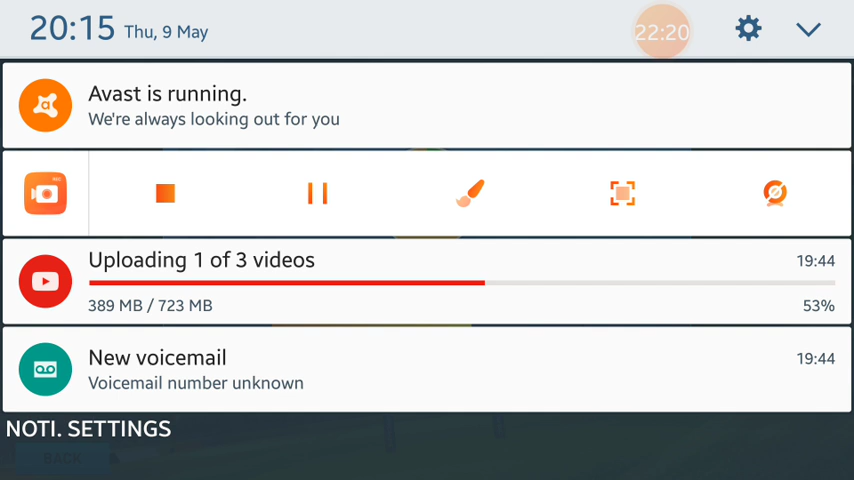 20:15 Thu, 9 May 22:20
Avast is running.
We're always looking out for you
Uploading 1 of 3 videos 19:44
389 MB / 723 MB 53%
New voicemail 19:44
Voicemail number unknown
NOTI. SETTINGS
BACK